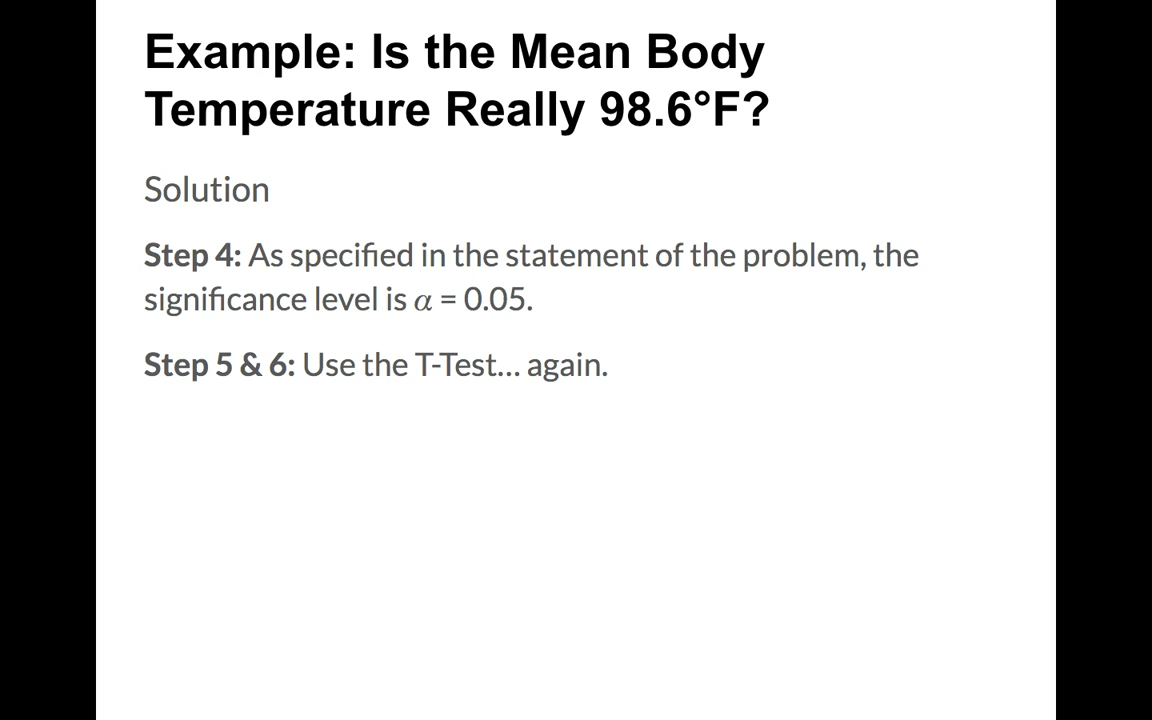 Example: Is the Mean Body
Temperature Really 98.6°F?
Solution
Step 4: As specified in the statement of the problem, the
significance level is α = 0.05.
Step 5 & 6: Use the T-Test... again.